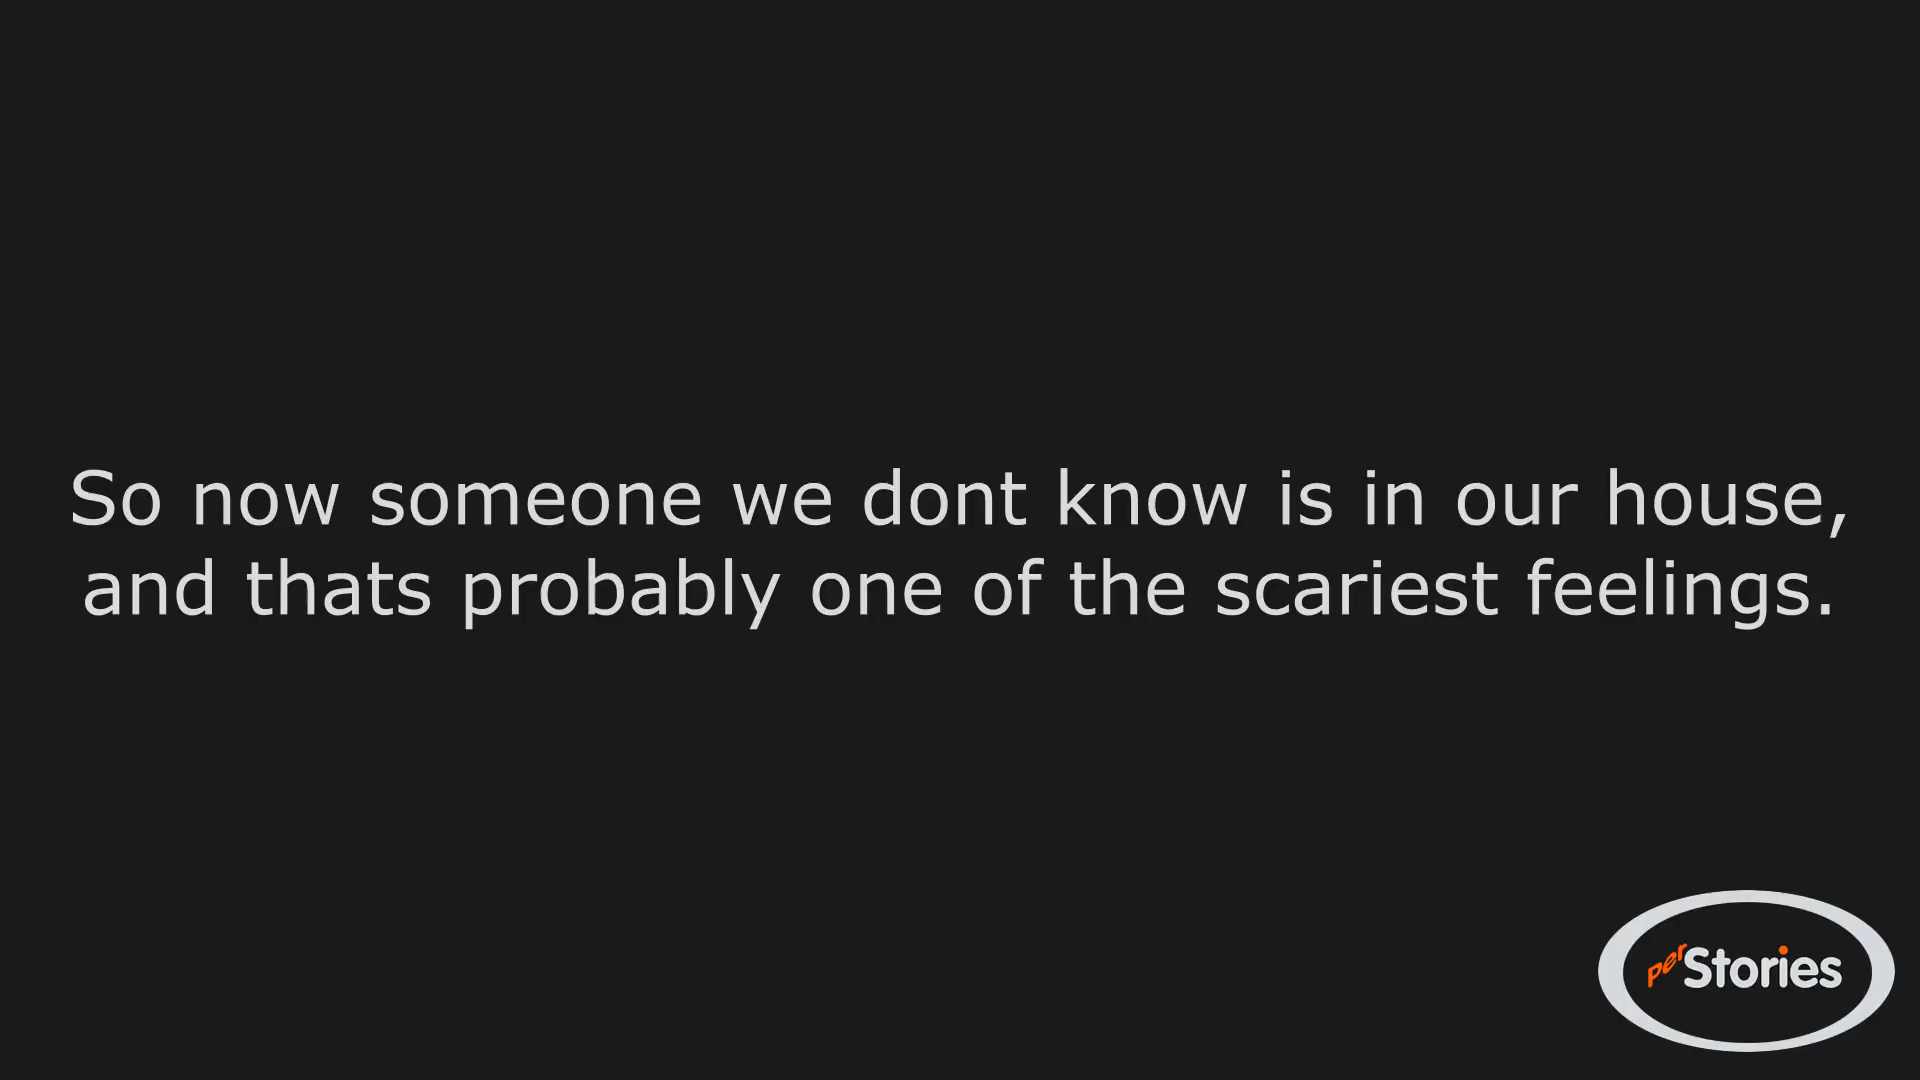 So now someone we dont know is in our house,
and thats probably one of the scariest feelings.
perStories